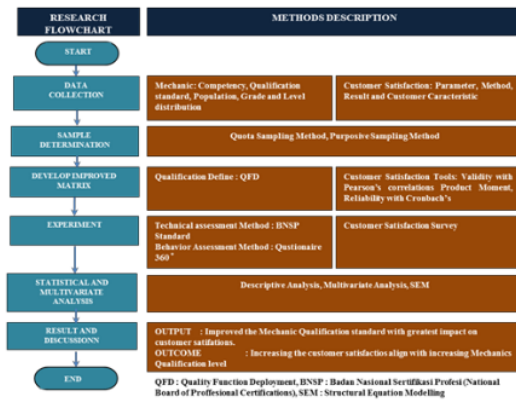 RESEARCH
FLOWCHART
METHODS DESCRIPTION
START
DATA
COLLECTION
Mechanic: Competency, Qualification
standard, Population, Grade and Level
distribution
Customer Satisfaction: Parameter, Method,
Result and Customer Caracteristic
SAMPLE
DETERMINATION
Quota Sampling Method, Purposive Sampling Method
DEVELOP IMPROVED
MATRIX
Qualification Define : QFD
Customer Satisfaction Tools: Validity with
Pearson's correlations Product Moment,
Reliability with Cronbach's
EXPERIMENT
Technical assessment Method : BNSP
Standard
Behavior Assessment Method : Qustionaire
360°
Customer Satisfaction Survey
STATISTICAL AND
MULTIVARIATE
ANALYSIS
Descriptive Analysis, Multivariate Analysis, SEM
RESULT AND
DISCUSSIONN
OUTPUT : Improved the Mechanic Qualification standard with greatest impact on
customer satifations.
OUTCOME : Increasing the customer satisfactios align with increasing Mechanics
Qualification level
END
QFD : Quality Function Deployment, BNSP : Badan Nasional Sertifikasi Profesi (National
Board of Proffesional Certifications), SEM : Structural Equation Modelling